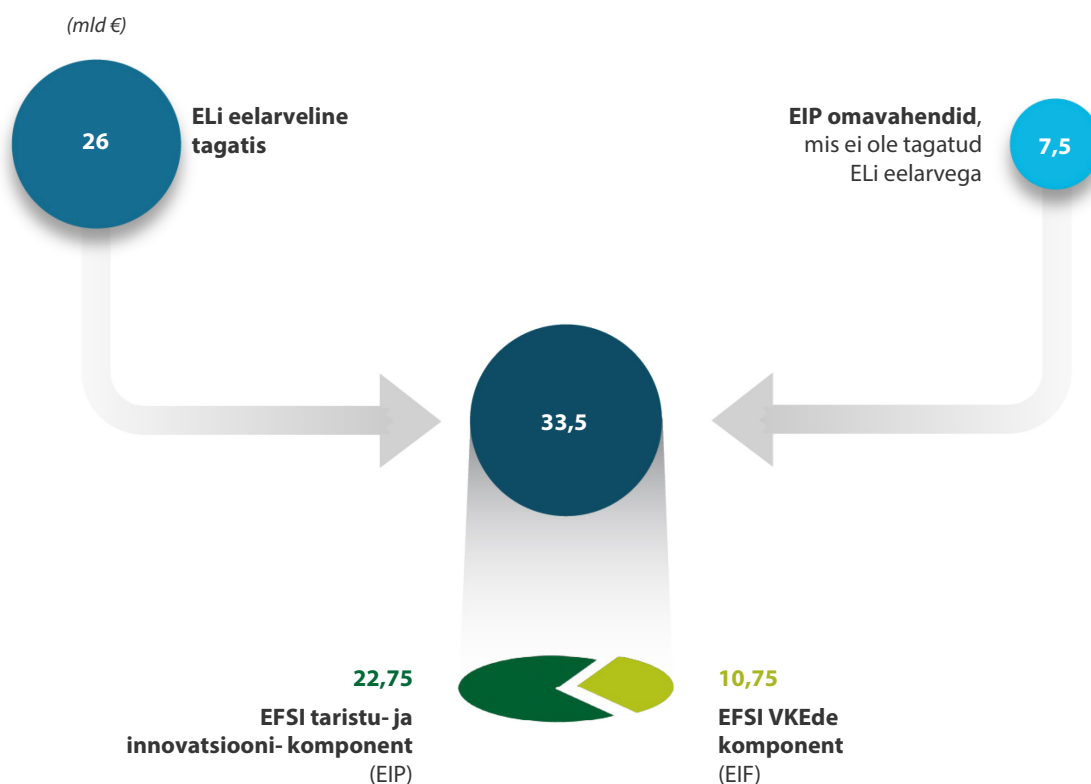 (mld €)
26
ELi eelarveline
tagatis
EIP omavahendid,
mis ei ole tagatud
ELi eelarvega
7,5
33,5
22,75
EFSI taristu- ja
innovatsiooni- komponent
(EIP)
10,75
EFSI VKEde
komponent
(EIF)